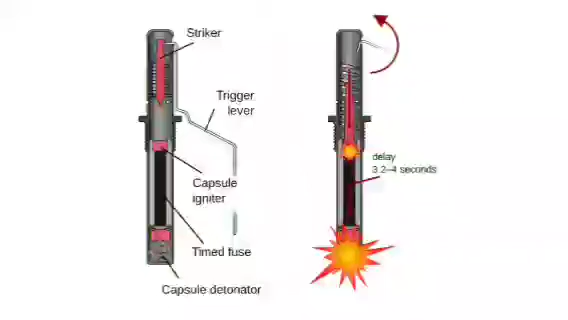 Striker
Trigger
lever
Capsule
igniter
Timed fuse
Capsule detonator
delay
3.2–4 seconds